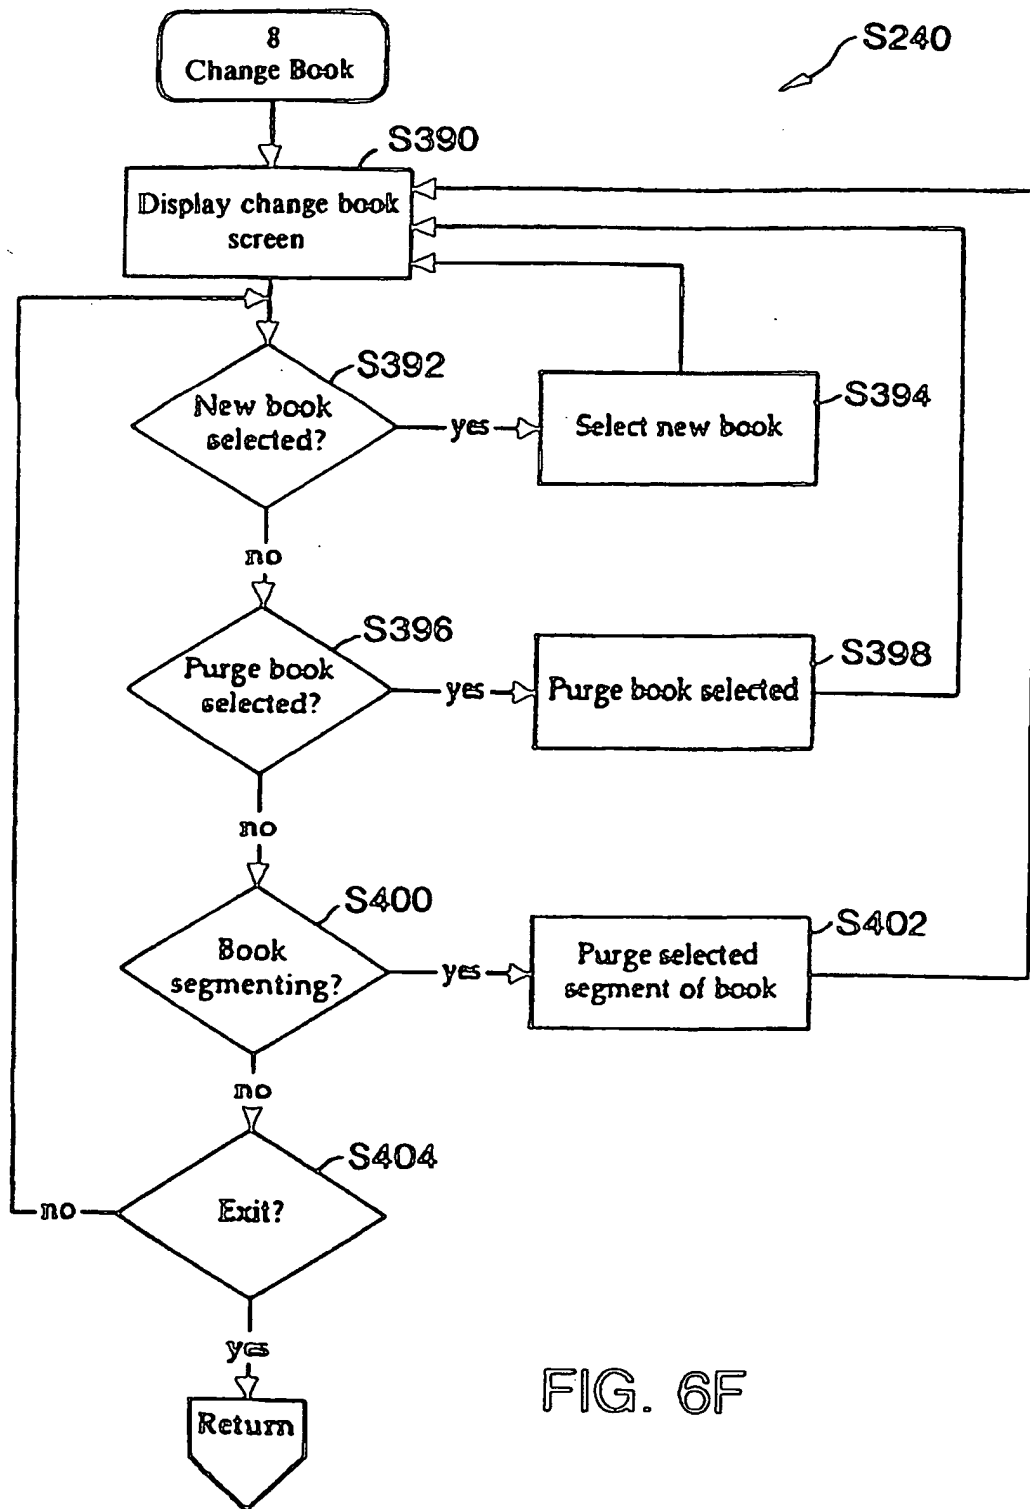 8
Change Book
S240
S390
Display change book
screen
S392
New book
selected?
yes
Select new book
S394
no
S396
Purge book
selected?
yes
Purge book selected
S398
no
S400
Book
segmenting?
yes
Purge selected
segment of book
S402
no
S404
Exit?
no
yes
Return
FIG. 6F